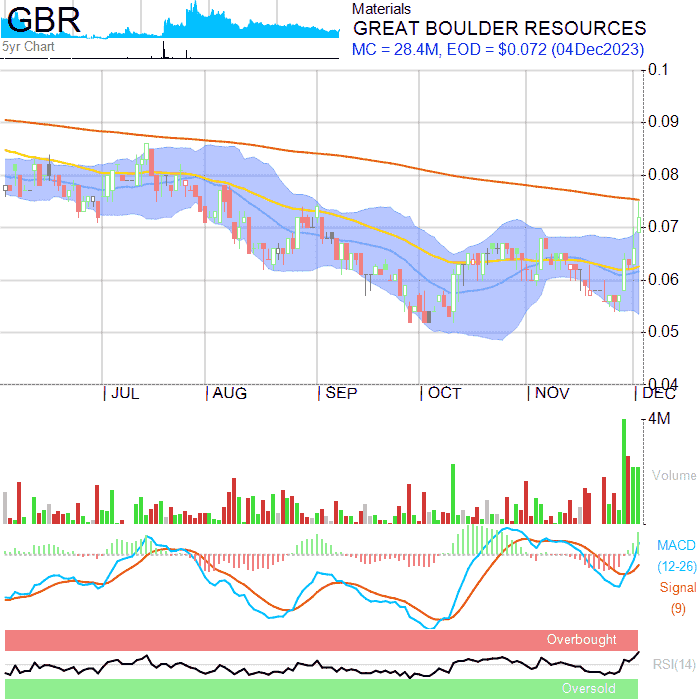 GBR
5yr Chart
Materials
GREAT BOULDER RESOURCES
MC = 28.4M, EOD = $0.072 (04Dec2023)
0.1
0.09
0.08
0.07
0.06
0.05
0.04
JUL AUG SEP OCT NOV DEC
4M
Volume
MACD
(12-26)
Signal
(9)
Overbought
RSI(14)
Oversold